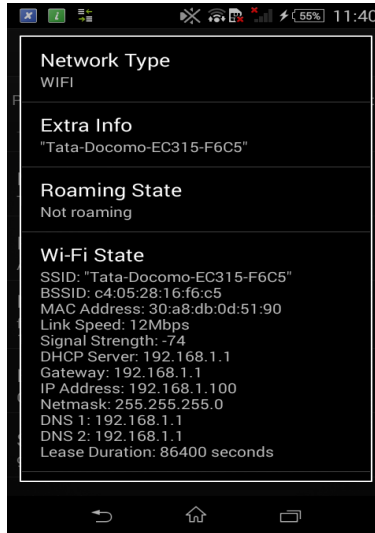 55% 11:40
Network Type
WIFI
Extra Info
"Tata-Docomo-EC315-F6C5"
Roaming State
Not roaming
Wi-Fi State
SSID: "Tata-Docomo-EC315-F6C5"
BSSID: c4:05:28:16:f6:c5
MAC Address: 30:a8:db:0d:51:90
Link Speed: 12Mbps
Signal Strength: -74
DHCP Server: 192.168.1.1
Gateway: 192.168.1.1
IP Address: 192.168.1.100
Netmask: 255.255.255.0
DNS 1: 192.168.1.1
DNS 2: 192.168.1.1
Lease Duration: 86400 seconds